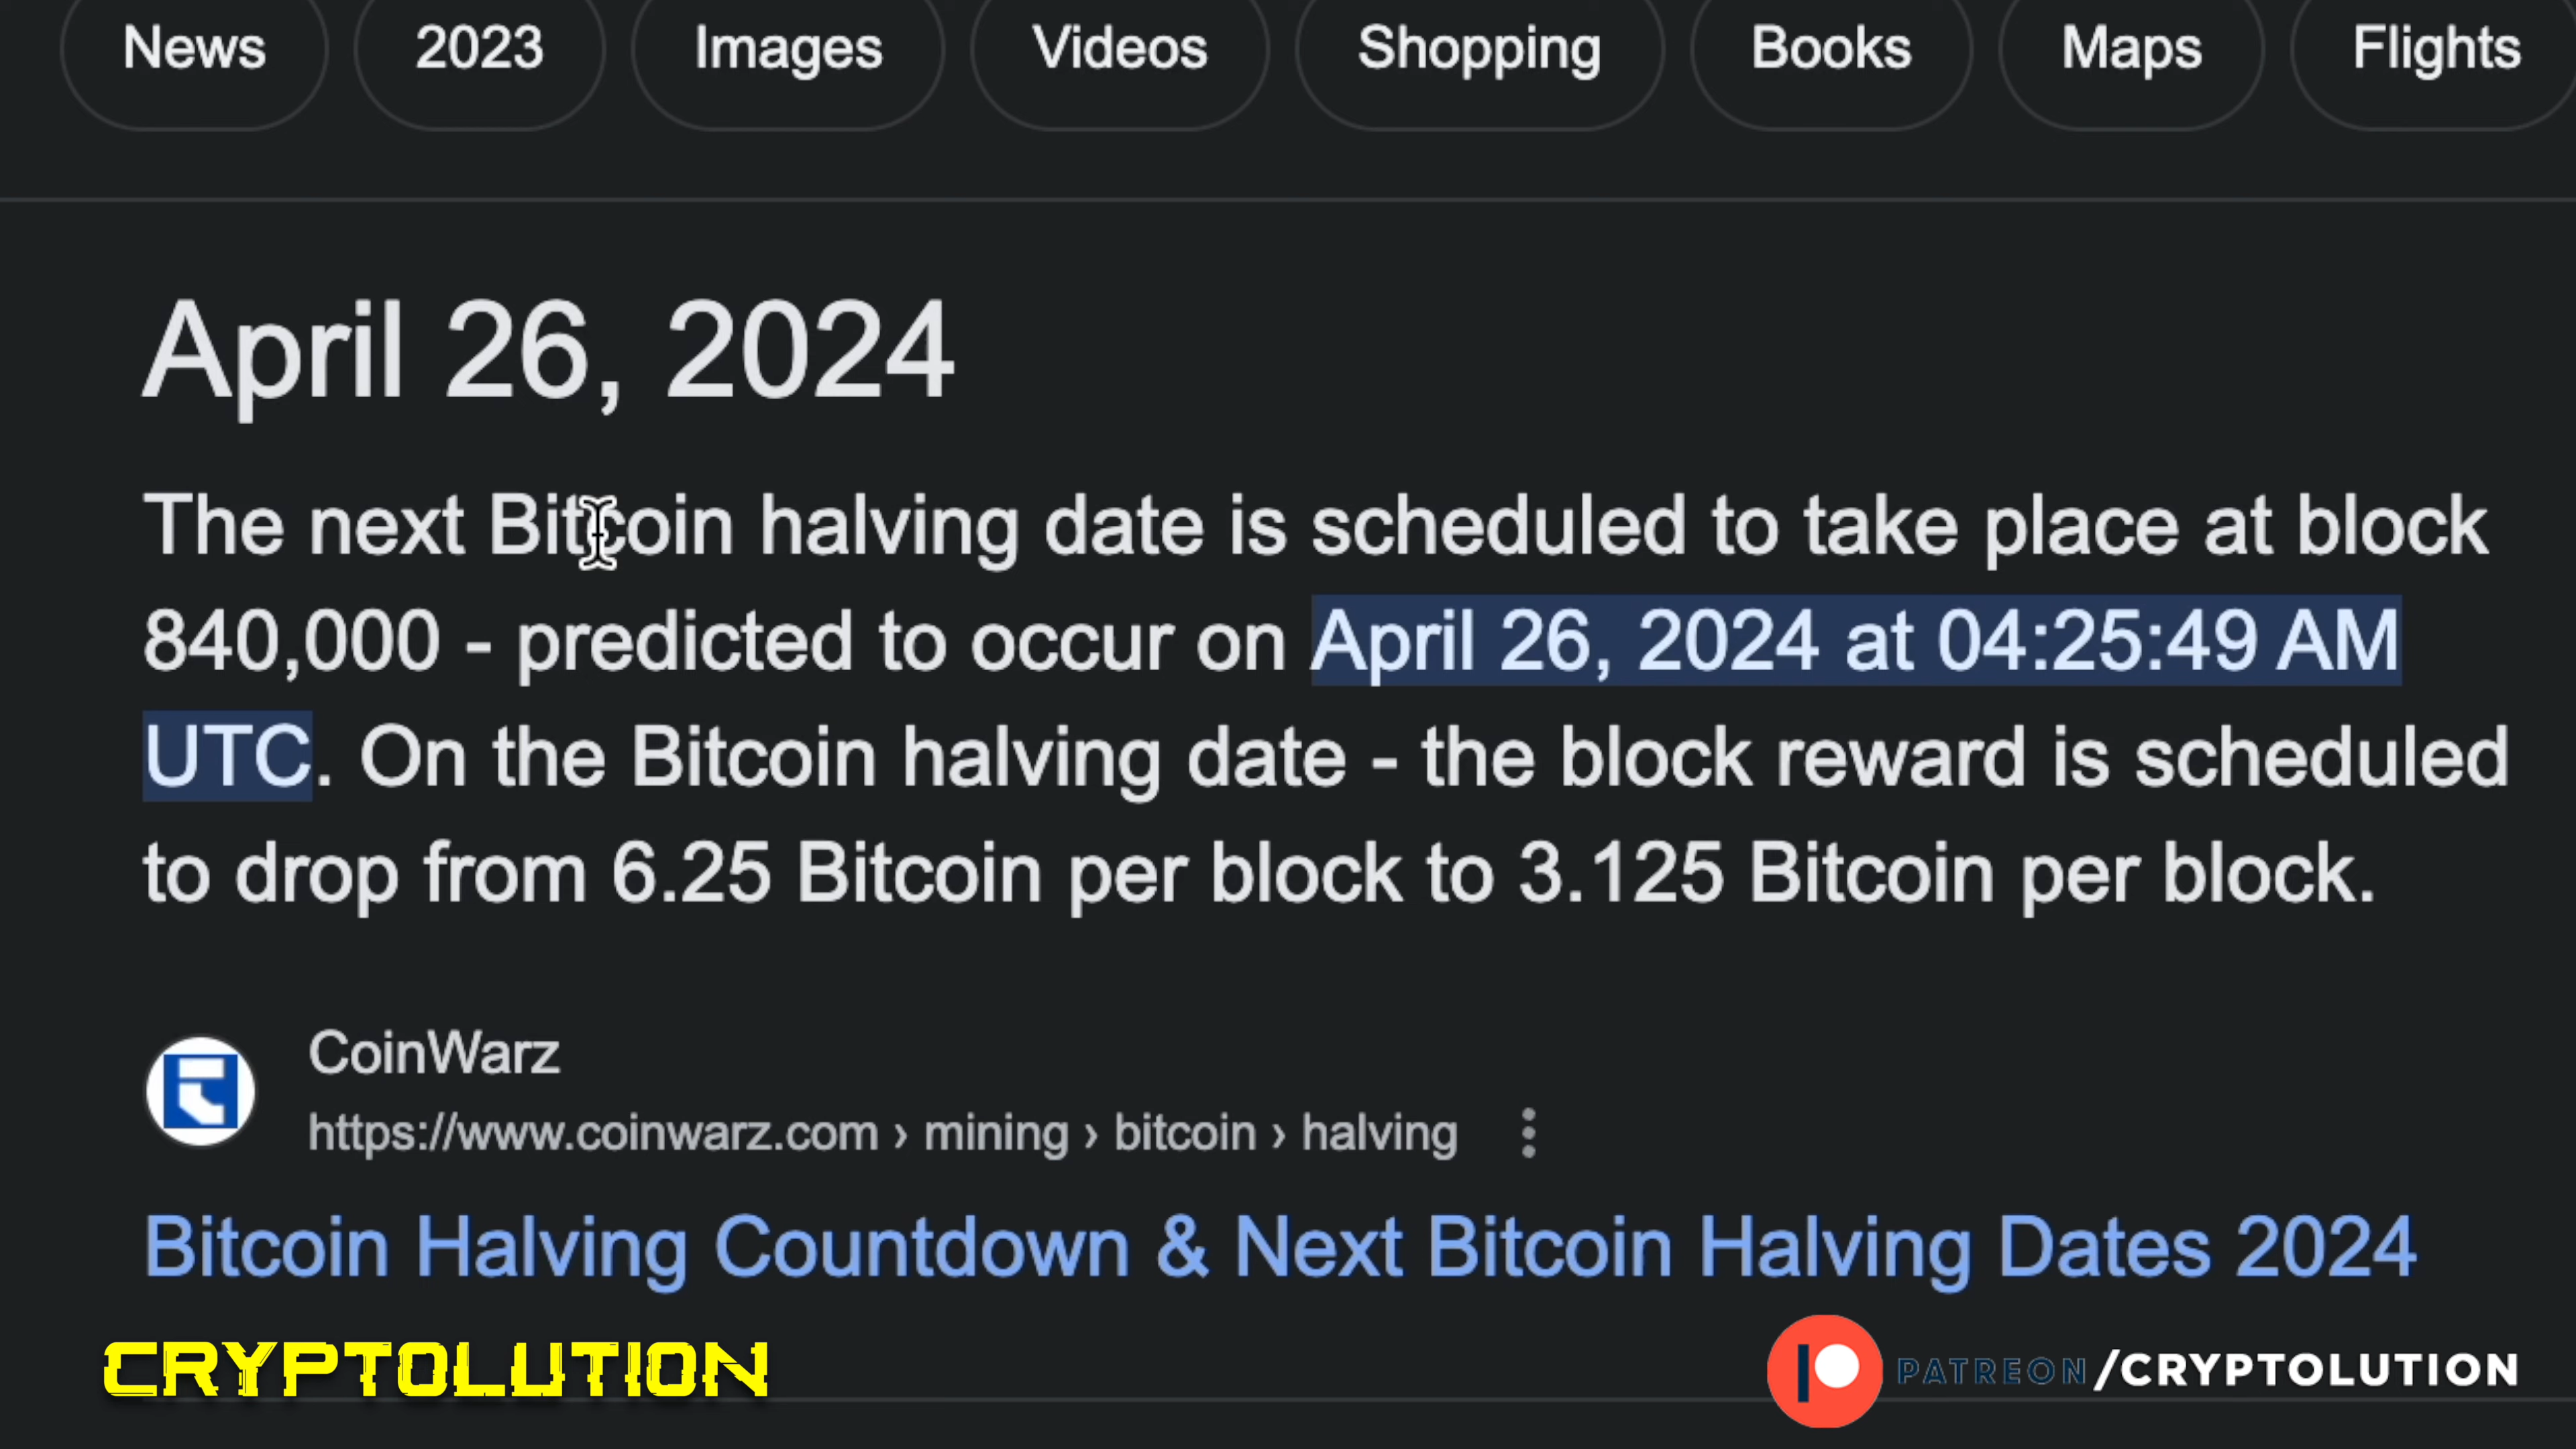 News 2023 Images Videos Shopping Books Maps Flights
April 26, 2024
The next Bitcoin halving date is scheduled to take place at block
840,000 - predicted to occur on April 26, 2024 at 04:25:49 AM
UTC. On the Bitcoin halving date - the block reward is scheduled
to drop from 6.25 Bitcoin per block to 3.125 Bitcoin per block.
CoinWarz
https://www.coinwarz.com › mining › bitcoin › halving
Bitcoin Halving Countdown & Next Bitcoin Halving Dates 2024
CRYPTOLUTION
PATREON/CRYPTOLUTION